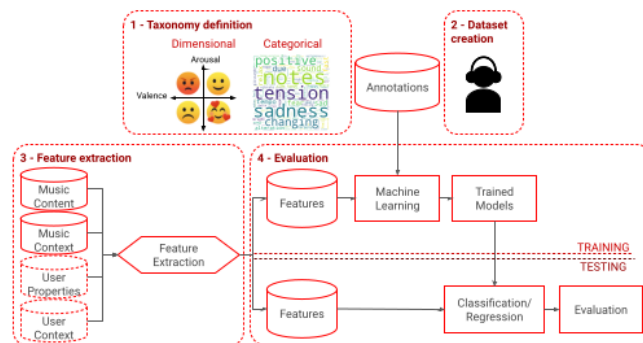 1 - Taxonomy definition
Dimensional
Categorical
Arousal
Valence
positive
notes
tension
sadness
changing
2 - Dataset
creation
Annotations
3 - Feature extraction
Music
Content
Music
Context
User
Properties
User
Context
Feature
Extraction
4 - Evaluation
Features
Machine
Learning
Trained
Models
TRAINING
TESTING
Features
Classification/
Regression
Evaluation